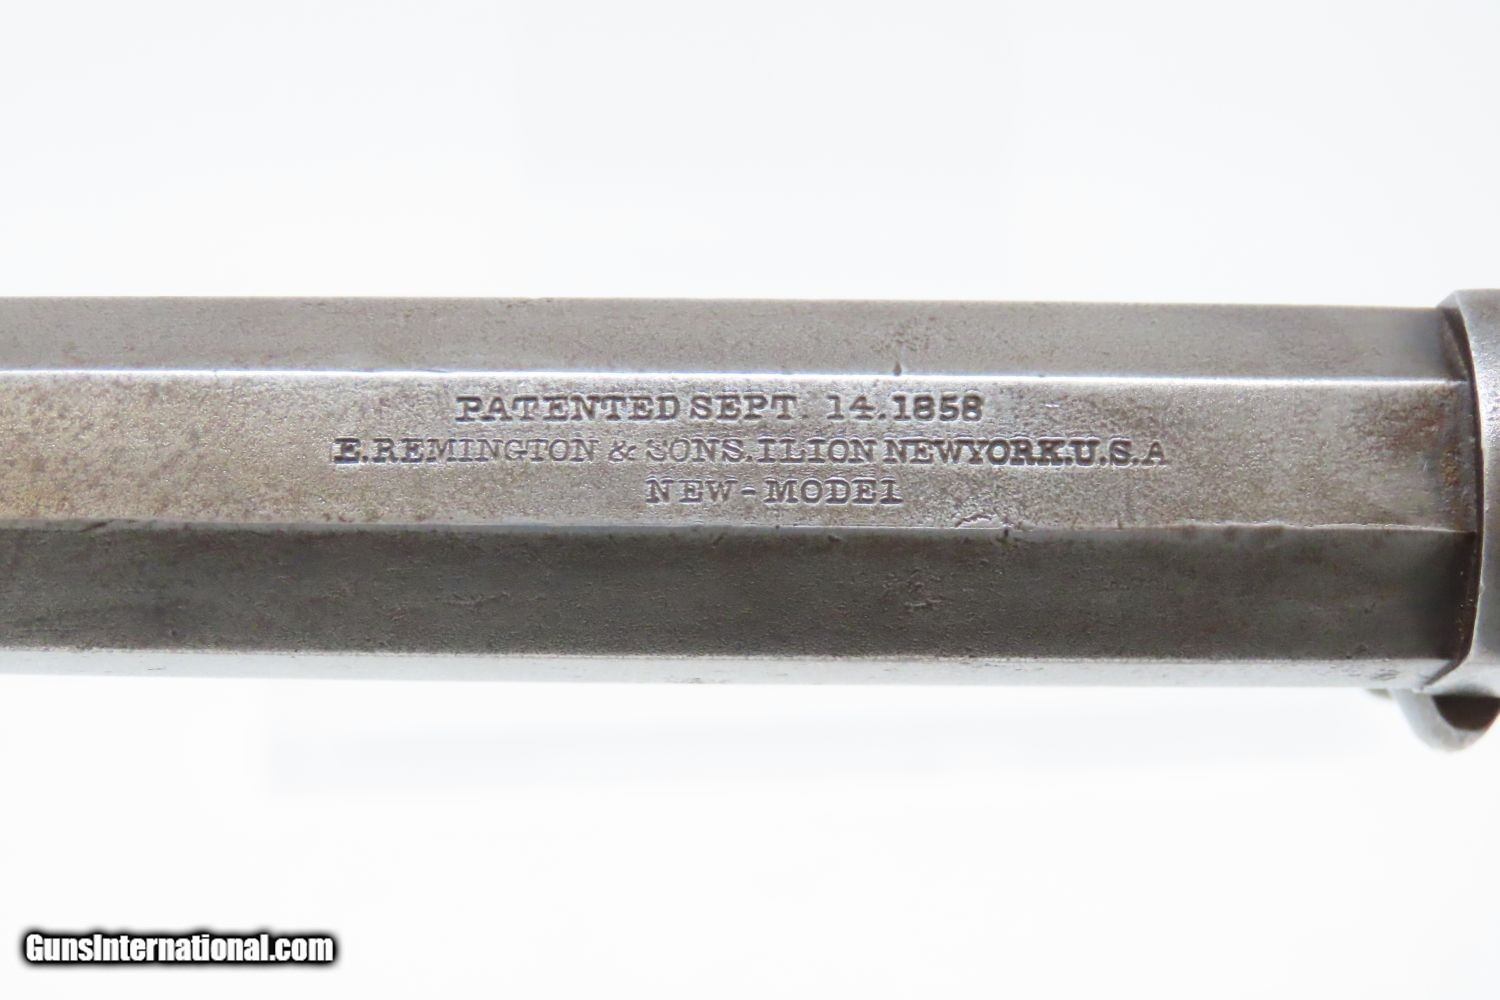 PATENTED SEPT. 14.1858
E.REMINGTON & SONS.ILION NEWYORK.U.S.A
NEW-MODEL
GunsInternational.com